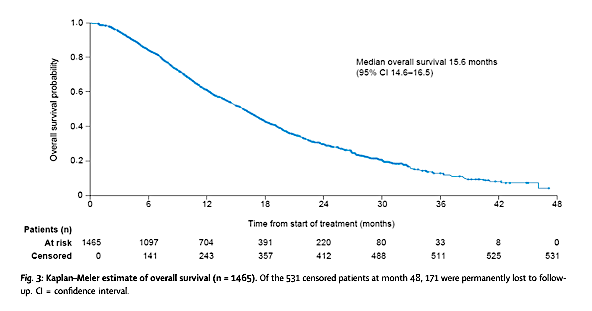 1.0
0.8
0.6
0.4
0.2
0
Overall survival probability
Median overall survival 15.6 months
(95% CI 14.6–16.5)
0 6 12 18 24 30 36 42 48
Time from start of treatment (months)
Patients (n)
At risk 1465 1097 704 391 220 80 33 8 0
Censored 0 141 243 357 412 488 511 525 531
Fig. 3: Kaplan–Meler estimate of overall survival (n = 1465). Of the 531 censored patients at month 48, 171 were permanently lost to follow-
up. CI = confidence interval.